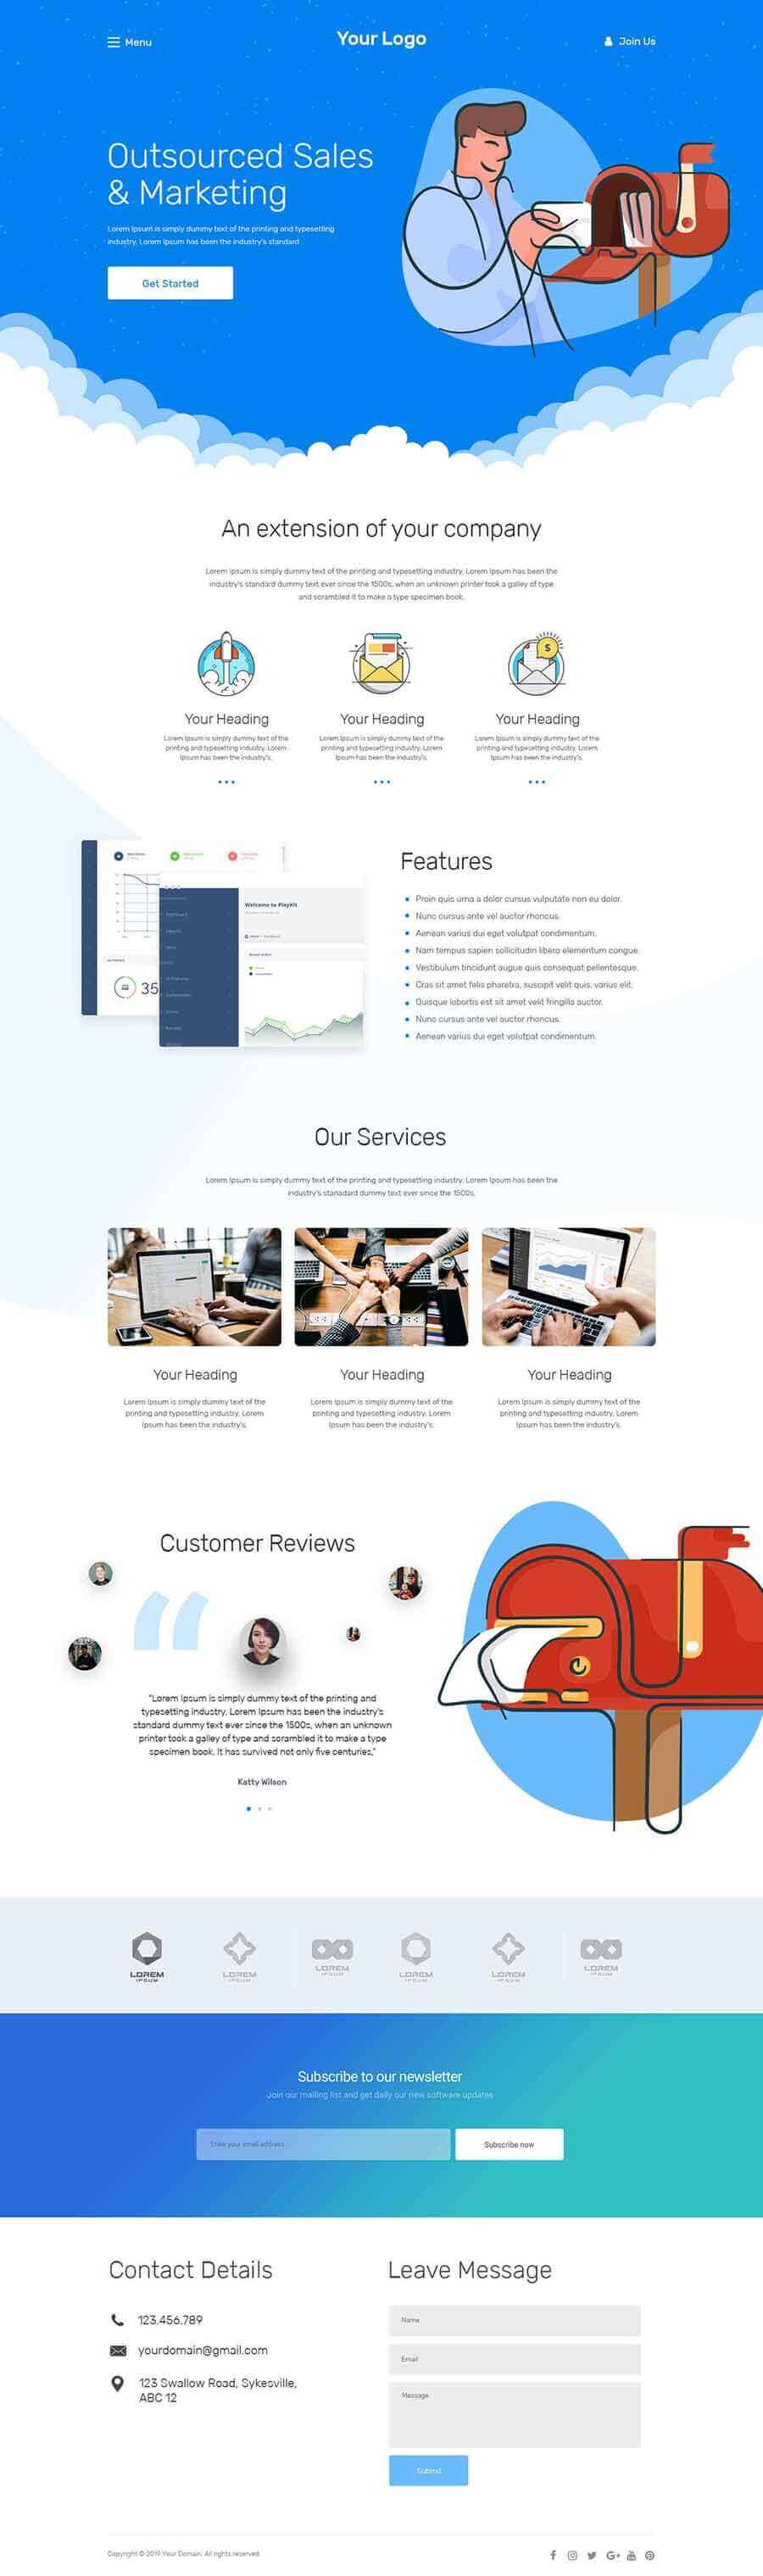 Menu
Your Logo
Join Us
Outsourced Sales
& Marketing
Lorem Ipsum is simply dummy text of the printing and typesetting
industry. Lorem Ipsum has been the industry's standard
Get Started
An extension of your company
Lorem Ipsum is simply dummy text of the printing and typesetting industry. Lorem Ipsum has been the
industry's standard dummy text ever since the 1500s, when an unknown printer took a galley of type
and scrambled it to make a type specimen book.
Your Heading
Lorem Ipsum is simply dummy text of the
printing and typesetting industry. Lorem
Ipsum has been the industry's.
Your Heading
Lorem Ipsum is simply dummy text of the
printing and typesetting industry. Lorem
Ipsum has been the industry's.
Your Heading
Lorem Ipsum is simply dummy text of the
printing and typesetting industry. Lorem
Ipsum has been the industry's.
35
Welcome to PlayKit
Features
Proin quis urna a dolor cursus vulputate non eu dolor.
Nunc cursus ante vel auctor rhoncus.
Aenean varius dui eget volutpat condimentum.
Nam tempus sapien sollicitudin libero elementum congue.
Vestibulum tincidunt augue quis consequat pellentesque.
Cras sit amet felis pharetra, suscipit velit quis, varius elit.
Quisque lobortis est sit amet velit fringilla auctor.
Nunc cursus ante vel auctor rhoncus.
Aenean varius dui eget volutpat condimentum.
Our Services
Lorem Ipsum is simply dummy text of the printing and typesetting industry. Lorem Ipsum has been the
industry's stanadard dummy text ever since the 1500s.
Your Heading
Lorem Ipsum is simply dummy text of the
printing and typesetting industry. Lorem
Ipsum has been the industry's.
Your Heading
Lorem Ipsum is simply dummy text of the
printing and typesetting industry. Lorem
Ipsum has been the industry's.
Your Heading
Lorem Ipsum is simply dummy text of the
printing and typesetting industry. Lorem
Ipsum has been the industry's.
Customer Reviews
"Lorem Ipsum is simply dummy text of the printing and
typesetting industry. Lorem Ipsum has been the industry's
standard dummy text ever since the 1500s, when an unknown
printer took a galley of type and scrambled it to make a type
specimen book. It has survived not only five centuries,"
Katty Wilson
LOREM
IPSUM
LOREM
IPSUM
LOREM
IPSUM
LOREM
IPSUM
LOREM
IPSUM
LOREM
IPSUM
Subscribe to our newsletter
Join our mailing list and get daily our new software updates
Enter your email address
Subscribe now
Contact Details
123.456.789
yourdomain@gmail.com
123 Swallow Road, Sykesville,
ABC 12
Leave Message
Name
Email
Message
Submit
Copyright © 2019 Your Domain. All rights reserved